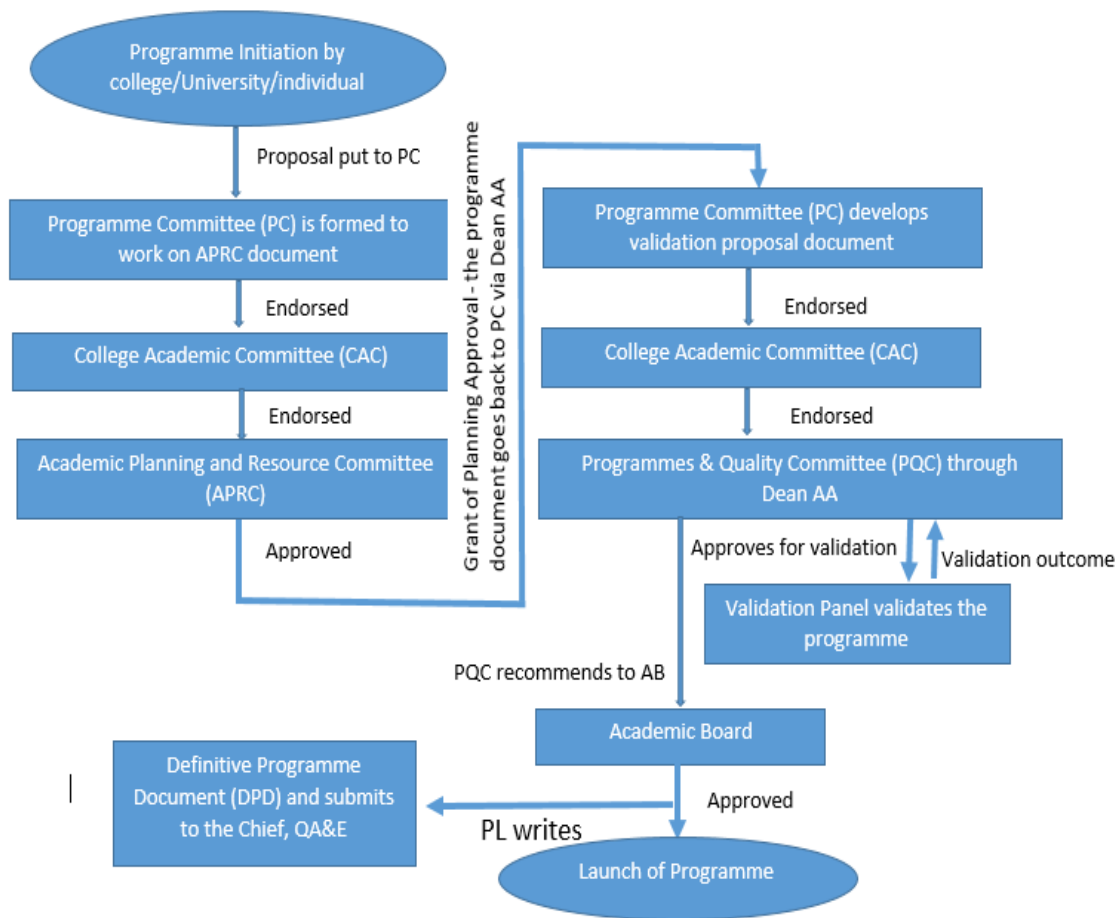 Programme Initiation by
college/University/individual
Proposal put to PC
Programme Committee (PC) is formed to
work on APRC document
Endorsed
College Academic Committee (CAC)
Endorsed
Academic Planning and Resource Committee
(APRC)
Approved
Grant of Planning Approval - the programme
document goes back to PC via Dean AA
Programme Committee (PC) develops
validation proposal document
Endorsed
College Academic Committee (CAC)
Endorsed
Programmes & Quality Committee (PQC) through
Dean AA
Approves for validation
Validation outcome
Validation Panel validates the
programme
PQC recommends to AB
Academic Board
Approved
PL writes
Definitive Programme
Document (DPD) and submits
to the Chief, QA&E
Launch of Programme